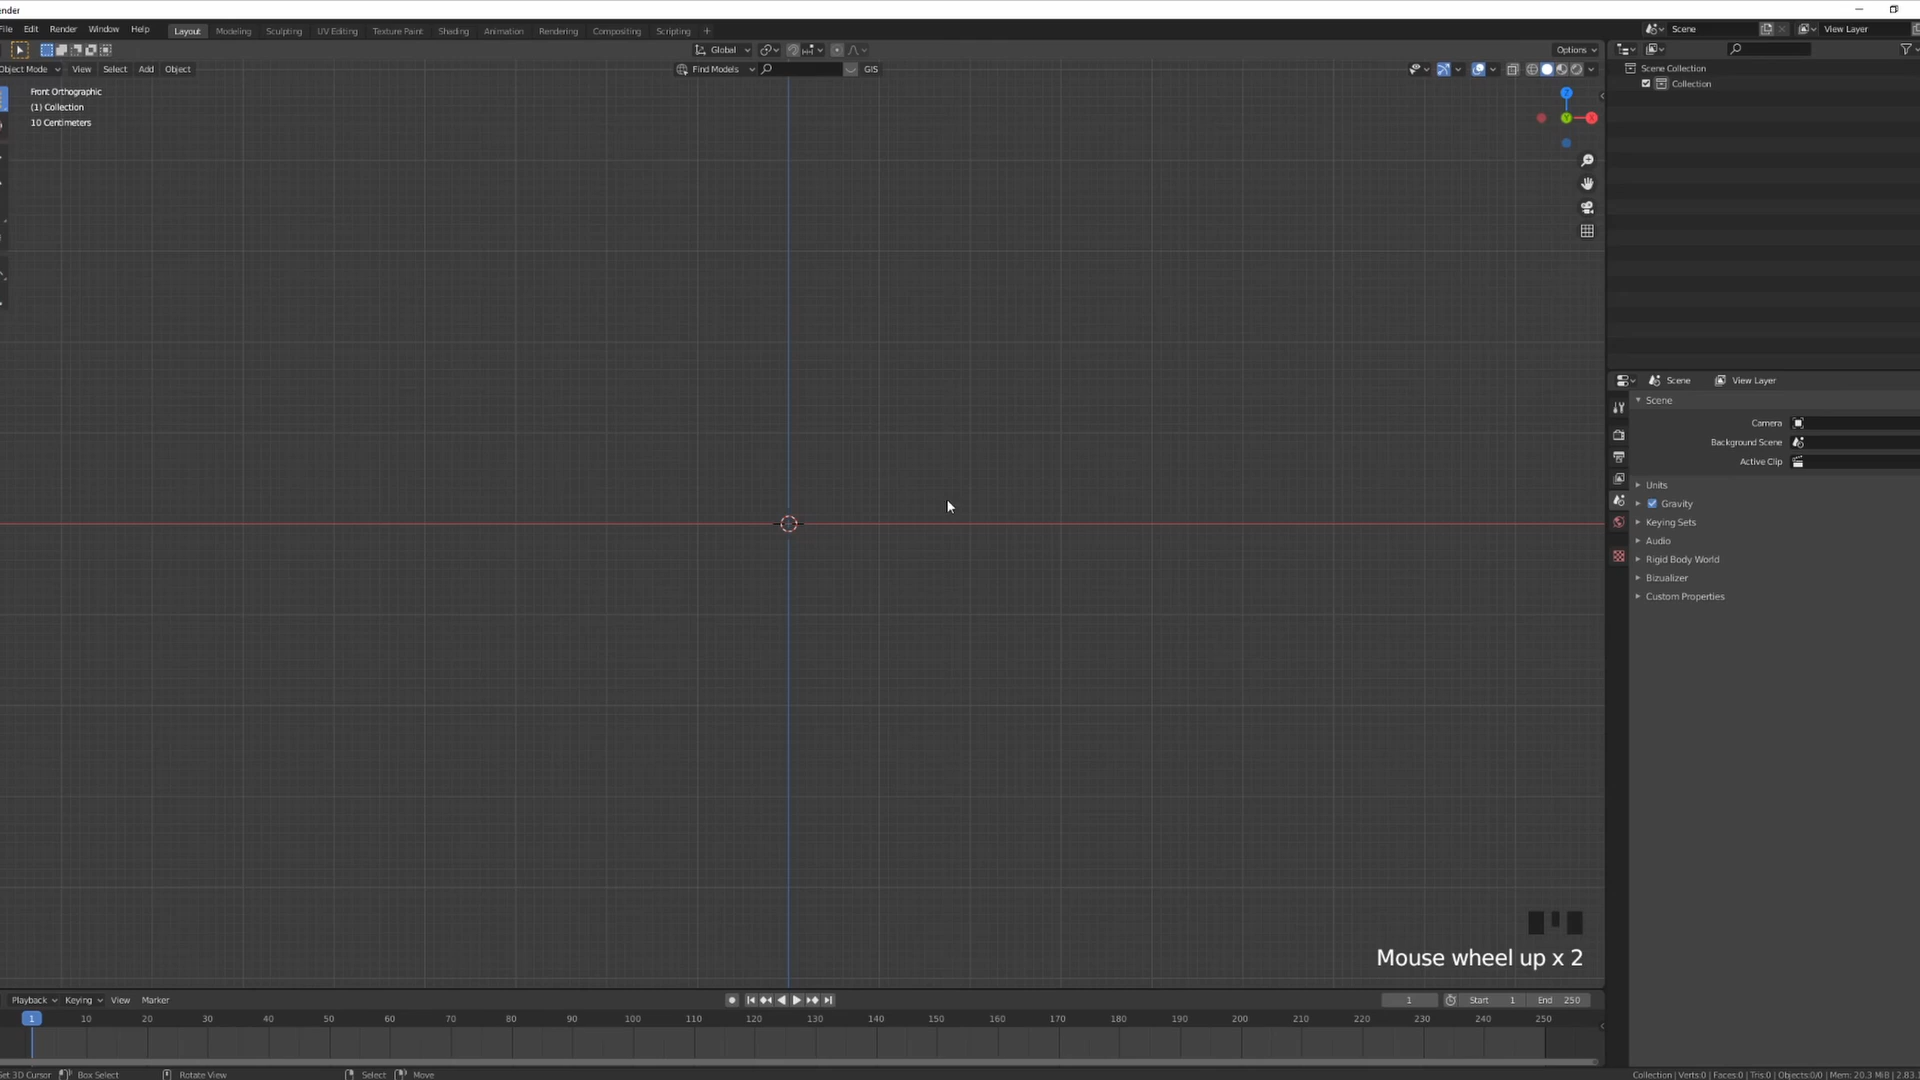 ender
File Edit Render Window Help Layout Modeling Sculpting UV Editing Texture Paint Shading Animation Rendering Compositing Scripting + Scene View Layer
Global Options
Object Mode View Select Add Object Find Models GIS
Scene Collection
Collection
Front Orthographic
(1) Collection
10 Centimeters
Z
Y X
Scene View Layer
Scene
Camera
Background Scene
Active Clip
Units
Gravity
Keying Sets
Audio
Rigid Body World
Bizualizer
Custom Properties
Mouse wheel up x 2
Playback Keying View Marker 1 Start 1 End 250
1 10 20 30 40 50 60 70 80 90 100 110 120 130 140 150 160 170 180 190 200 210 220 230 240 250
Set 3D Cursor Box Select Rotate View Select Move Collection | Verts:0 | Faces:0 | Tris:0 | Objects:0/0 | Mem: 20.3 MiB | 2.83.